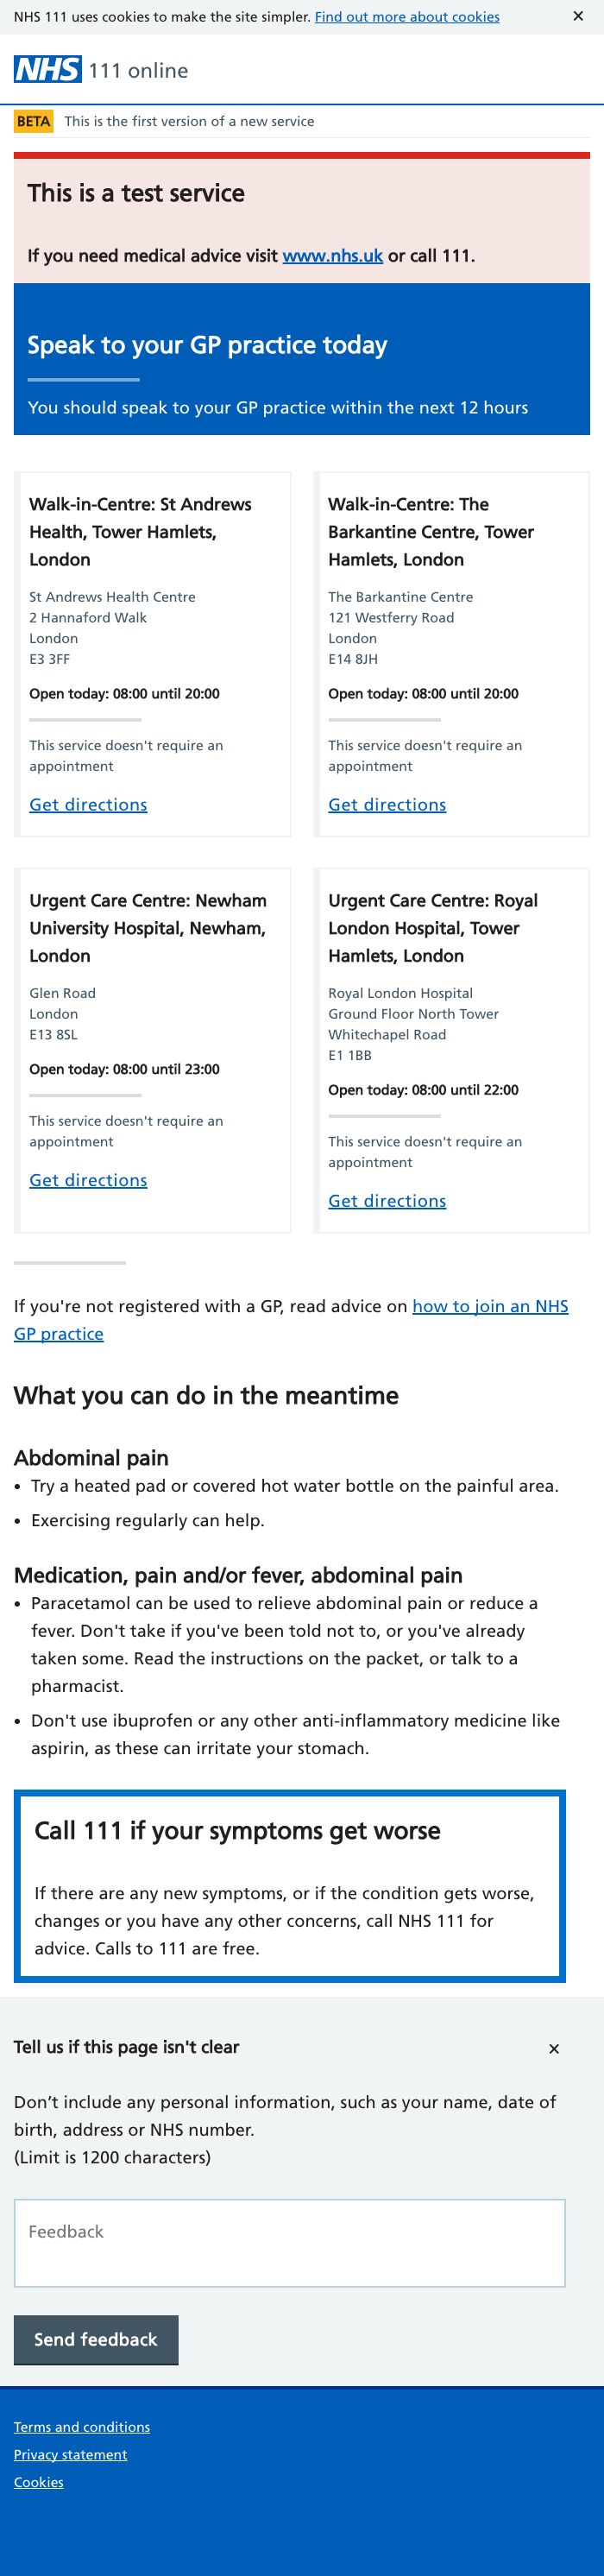 NHS 111 uses cookies to make the site simpler. Find out more about cookies ×
NHS 111 online
BETA This is the first version of a new service
This is a test service
If you need medical advice visit www.nhs.uk or call 111.
Speak to your GP practice today
You should speak to your GP practice within the next 12 hours
Walk-in-Centre: St Andrews
Health, Tower Hamlets,
London
St Andrews Health Centre
2 Hannaford Walk
London
E3 3FF
Open today: 08:00 until 20:00
This service doesn't require an
appointment
Get directions
Walk-in-Centre: The
Barkantine Centre, Tower
Hamlets, London
The Barkantine Centre
121 Westferry Road
London
E14 8JH
Open today: 08:00 until 20:00
This service doesn't require an
appointment
Get directions
Urgent Care Centre: Newham
University Hospital, Newham,
London
Glen Road
London
E13 8SL
Open today: 08:00 until 23:00
This service doesn't require an
appointment
Get directions
Urgent Care Centre: Royal
London Hospital, Tower
Hamlets, London
Royal London Hospital
Ground Floor North Tower
Whitechapel Road
E1 1BB
Open today: 08:00 until 22:00
This service doesn't require an
appointment
Get directions
If you're not registered with a GP, read advice on how to join an NHS
GP practice
What you can do in the meantime
Abdominal pain
• Try a heated pad or covered hot water bottle on the painful area.
• Exercising regularly can help.
Medication, pain and/or fever, abdominal pain
• Paracetamol can be used to relieve abdominal pain or reduce a
fever. Don't take if you've been told not to, or you've already
taken some. Read the instructions on the packet, or talk to a
pharmacist.
• Don't use ibuprofen or any other anti-inflammatory medicine like
aspirin, as these can irritate your stomach.
Call 111 if your symptoms get worse
If there are any new symptoms, or if the condition gets worse,
changes or you have any other concerns, call NHS 111 for
advice. Calls to 111 are free.
Tell us if this page isn't clear ×
Don’t include any personal information, such as your name, date of
birth, address or NHS number.
(Limit is 1200 characters)
Feedback
Send feedback
Terms and conditions
Privacy statement
Cookies